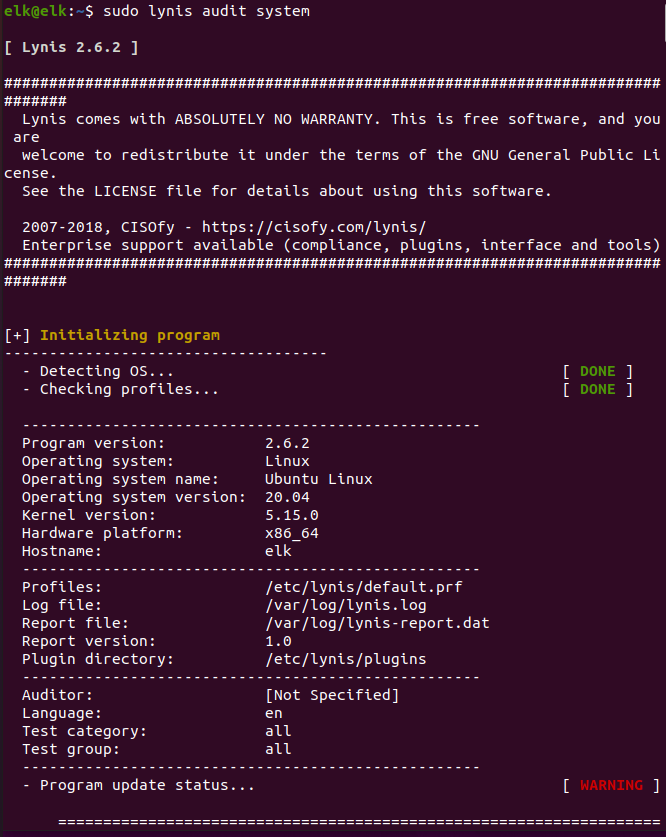 elk@elk:~$ sudo lynis audit system
[ Lynis 2.6.2 ]
#########################################################################
#######
  Lynis comes with ABSOLUTELY NO WARRANTY. This is free software, and you
 are
  welcome to redistribute it under the terms of the GNU General Public Li
cense.
  See the LICENSE file for details about using this software.
  2007-2018, CISOfy - https://cisofy.com/lynis/
  Enterprise support available (compliance, plugins, interface and tools)
#########################################################################
#######
[+] Initializing program
------------------------------------
  - Detecting OS...                                           [ DONE ]
  - Checking profiles...                                      [ DONE ]
  ---------------------------------------------------
  Program version:           2.6.2
  Operating system:          Linux
  Operating system name:     Ubuntu Linux
  Operating system version:  20.04
  Kernel version:            5.15.0
  Hardware platform:         x86_64
  Hostname:                  elk
  ---------------------------------------------------
  Profiles:                  /etc/lynis/default.prf
  Log file:                  /var/log/lynis.log
  Report file:               /var/log/lynis-report.dat
  Report version:            1.0
  Plugin directory:          /etc/lynis/plugins
  ---------------------------------------------------
  Auditor:                   [Not Specified]
  Language:                  en
  Test category:             all
  Test group:                all
  ---------------------------------------------------
  - Program update status...                                  [ WARNING ]
      ===================================================================